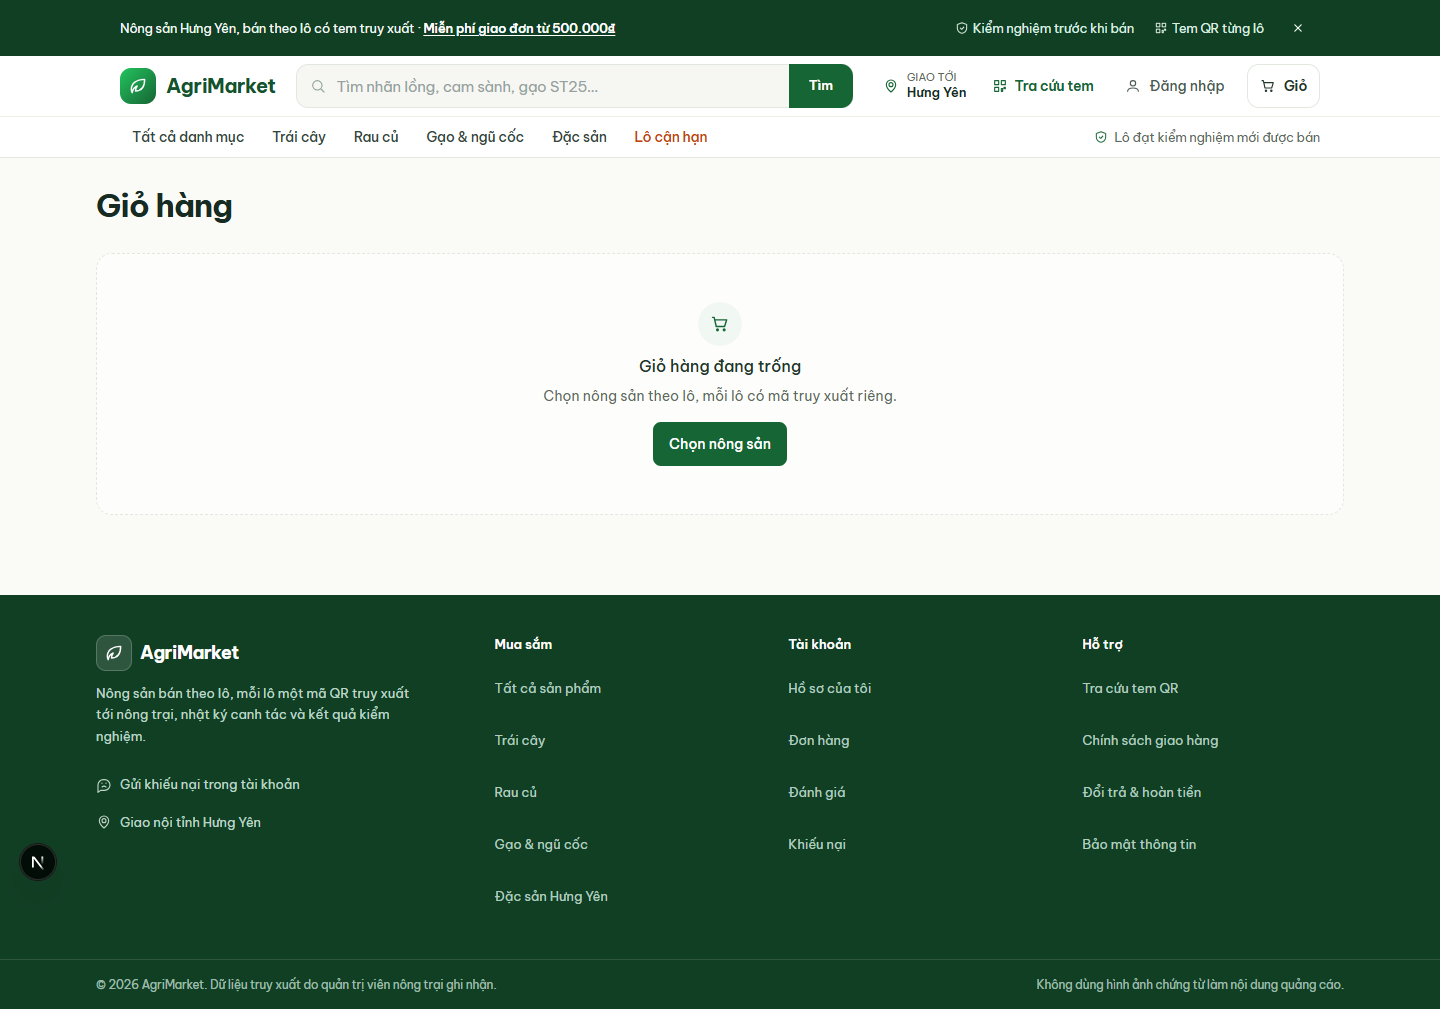 Nông sản Hưng Yên, bán theo lô có tem truy xuất · Miễn phí giao đơn từ 500.000₫
Kiểm nghiệm trước khi bán
Tem QR từng lô
AgriMarket
Tìm nhãn lồng, cam sành, gạo ST25...
Tìm
GIAO TỚI
Hưng Yên
Tra cứu tem
Đăng nhập
Giỏ
Tất cả danh mục
Trái cây
Rau củ
Gạo & ngũ cốc
Đặc sản
Lô cận hạn
Lô đạt kiểm nghiệm mới được bán
Giỏ hàng
Giỏ hàng đang trống
Chọn nông sản theo lô, mỗi lô có mã truy xuất riêng.
Chọn nông sản
AgriMarket
Nông sản bán theo lô, mỗi lô một mã QR truy xuất
tới nông trại, nhật ký canh tác và kết quả kiểm
nghiệm.
Gửi khiếu nại trong tài khoản
Giao nội tỉnh Hưng Yên
Mua sắm
Tất cả sản phẩm
Trái cây
Rau củ
Gạo & ngũ cốc
Đặc sản Hưng Yên
Tài khoản
Hồ sơ của tôi
Đơn hàng
Đánh giá
Khiếu nại
Hỗ trợ
Tra cứu tem QR
Chính sách giao hàng
Đổi trả & hoàn tiền
Bảo mật thông tin
© 2026 AgriMarket. Dữ liệu truy xuất do quản trị viên nông trại ghi nhận.
Không dùng hình ảnh chứng từ làm nội dung quảng cáo.